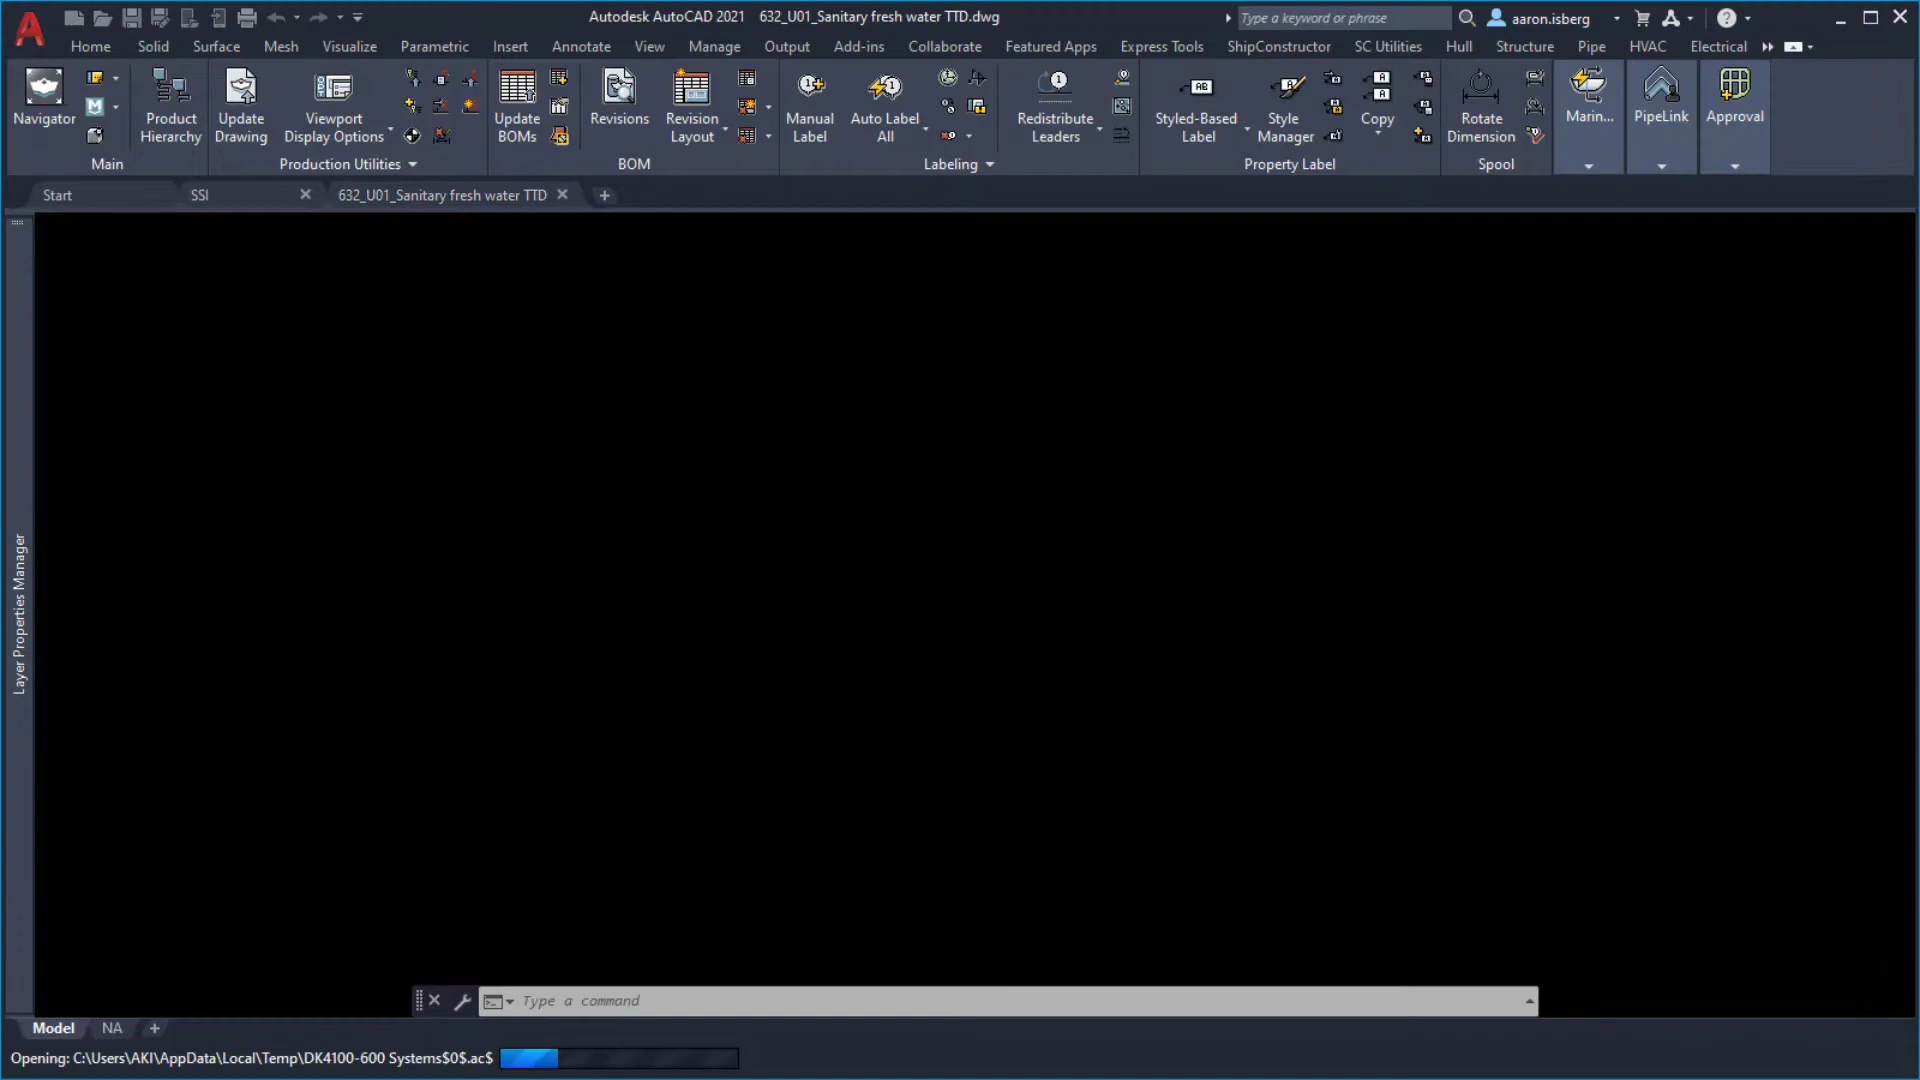 Autodesk AutoCAD 2021 632_U01_Sanitary fresh water TTD.dwg
Type a keyword or phrase
aaron.isberg
Home Solid Surface Mesh Visualize Parametric Insert Annotate View Manage Output Add-ins Collaborate Featured Apps Express Tools ShipConstructor SC Utilities Hull Structure Pipe HVAC Electrical
Navigator
Product Hierarchy
Update Drawing
Viewport Display Options
Update BOMs
Revisions
Revision Layout
Manual Label
Auto Label All
Redistribute Leaders
Styled-Based Label
Style Manager
Copy
Rotate Dimension
Marin...
PipeLink
Approval
Main
Production Utilities
BOM
Labeling
Property Label
Spool
Start
SSI
632_U01_Sanitary fresh water TTD
Layer Properties Manager
Type a command
Model NA
Opening: C:\Users\AKI\AppData\Local\Temp\DK4100-600 Systems$0$.ac$